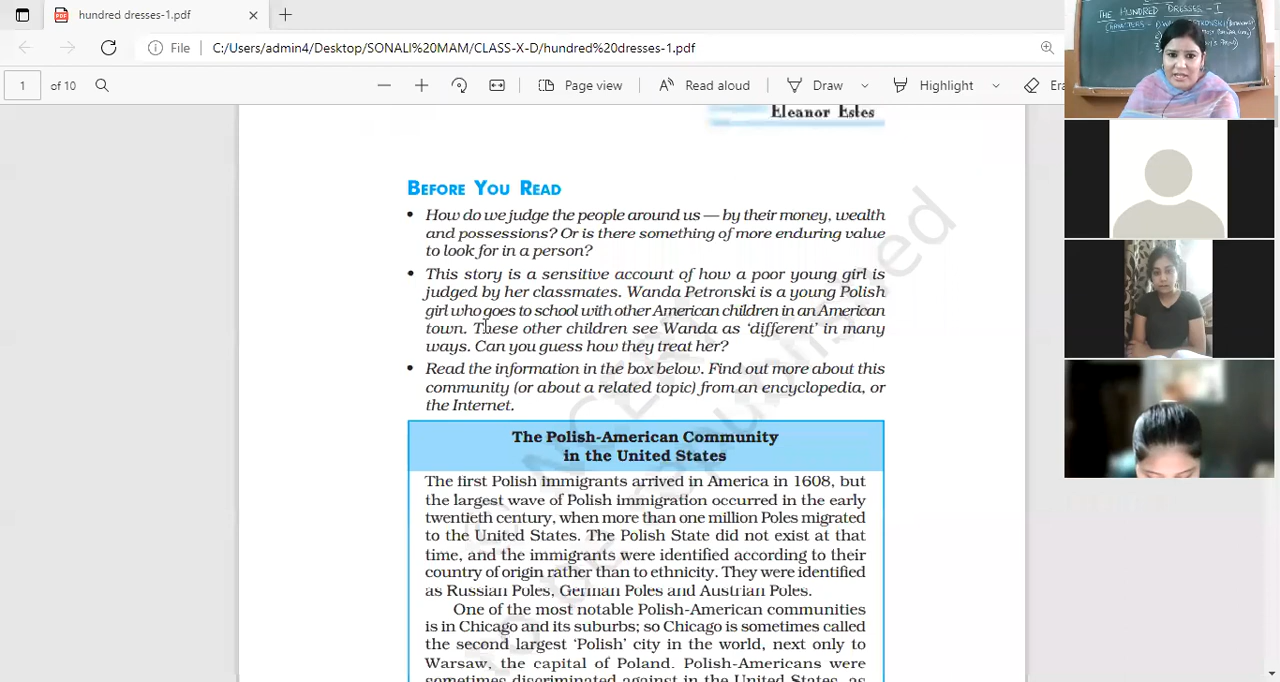 hundred dresses-1.pdf
File
C:/Users/admin4/Desktop/SONALI%20MAM/CLASS-X-D/hundred%20dresses-1.pdf
1 of 10
Page view
Read aloud
Draw
Highlight
THE HUNDRED DRESSES - I
Eleanor Estes
BEFORE YOU READ
• How do we judge the people around us — by their money, wealth
and possessions? Or is there something of more enduring value
to look for in a person?
• This story is a sensitive account of how a poor young girl is
judged by her classmates. Wanda Petronski is a young Polish
girl who goes to school with other American children in an American
town. These other children see Wanda as 'different' in many
ways. Can you guess how they treat her?
• Read the information in the box below. Find out more about this
community (or about a related topic) from an encyclopedia, or
the Internet.
The Polish-American Community
in the United States
The first Polish immigrants arrived in America in 1608, but
the largest wave of Polish immigration occurred in the early
twentieth century, when more than one million Poles migrated
to the United States. The Polish State did not exist at that
time, and the immigrants were identified according to their
country of origin rather than to ethnicity. They were identified
as Russian Poles, German Poles and Austrian Poles.
One of the most notable Polish-American communities
is in Chicago and its suburbs; so Chicago is sometimes called
the second largest 'Polish' city in the world, next only to
Warsaw, the capital of Poland. Polish-Americans were
sometimes discriminated against in the United States, as
© NCERT